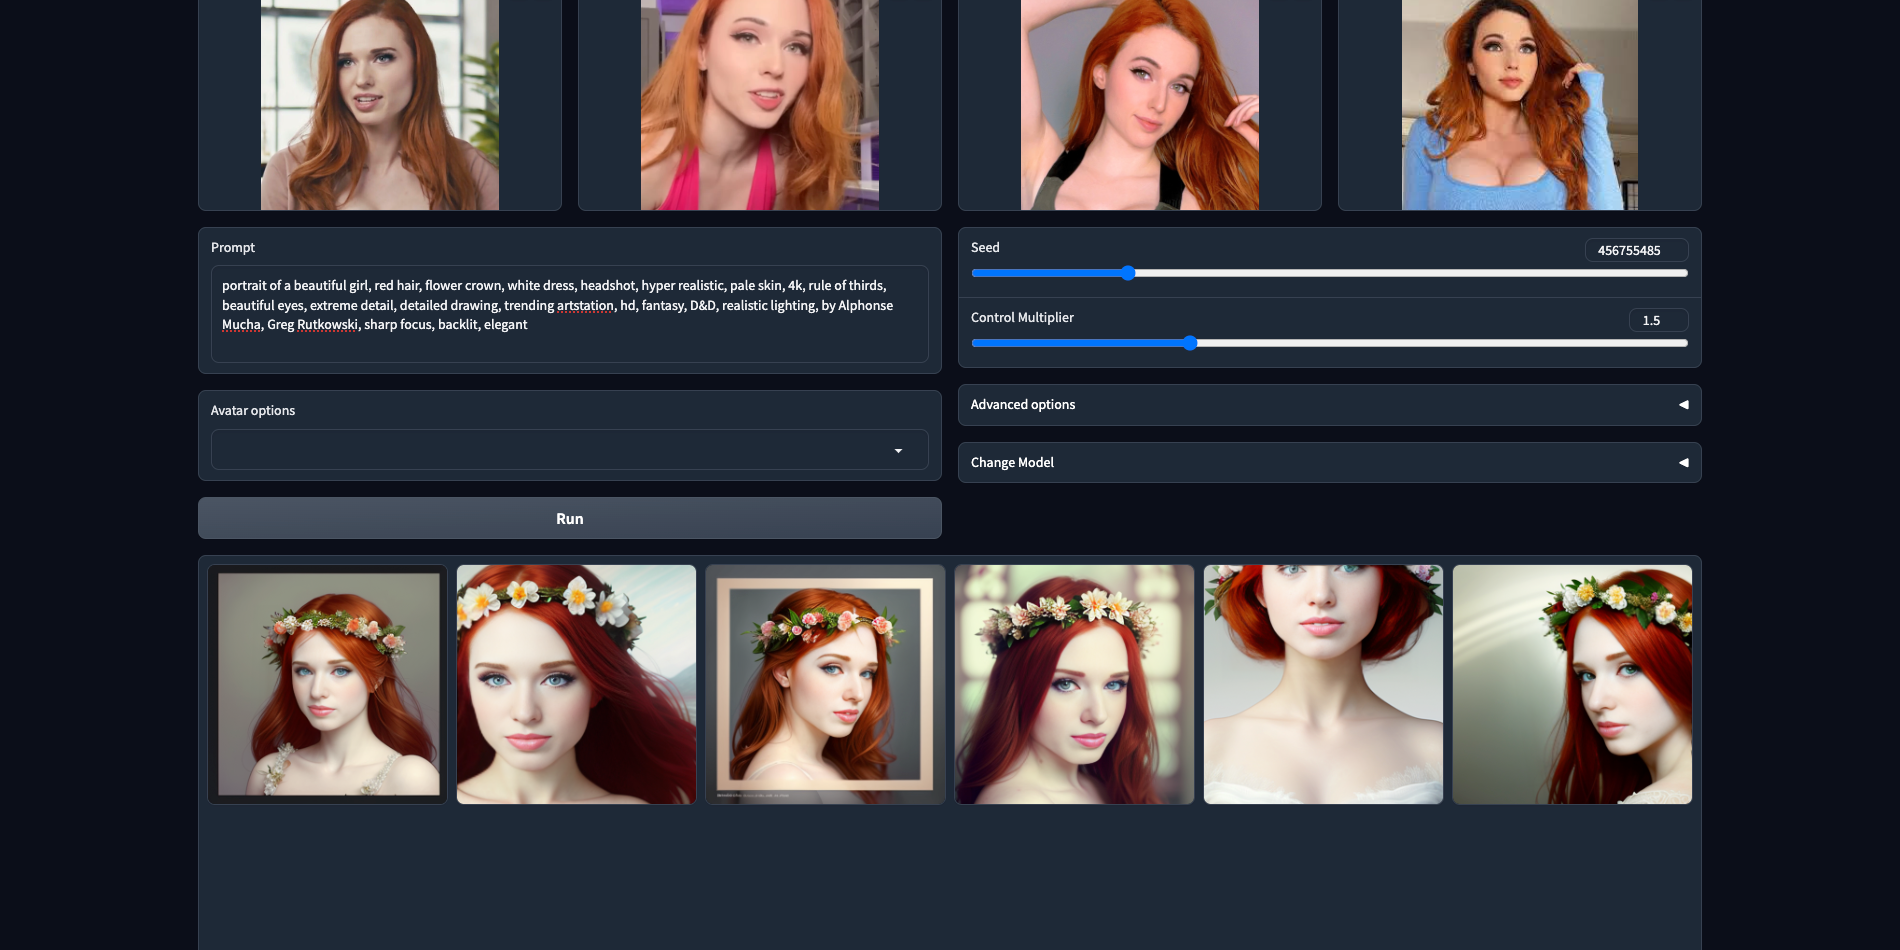 Prompt
portrait of a beautiful girl, red hair, flower crown, white dress, headshot, hyper realistic, pale skin, 4k, rule of thirds,
beautiful eyes, extreme detail, detailed drawing, trending artstation, hd, fantasy, D&D, realistic lighting, by Alphonse
Mucha, Greg Rutkowski, sharp focus, backlit, elegant
Avatar options
Run
Seed
456755485
Control Multiplier
1.5
Advanced options
Change Model